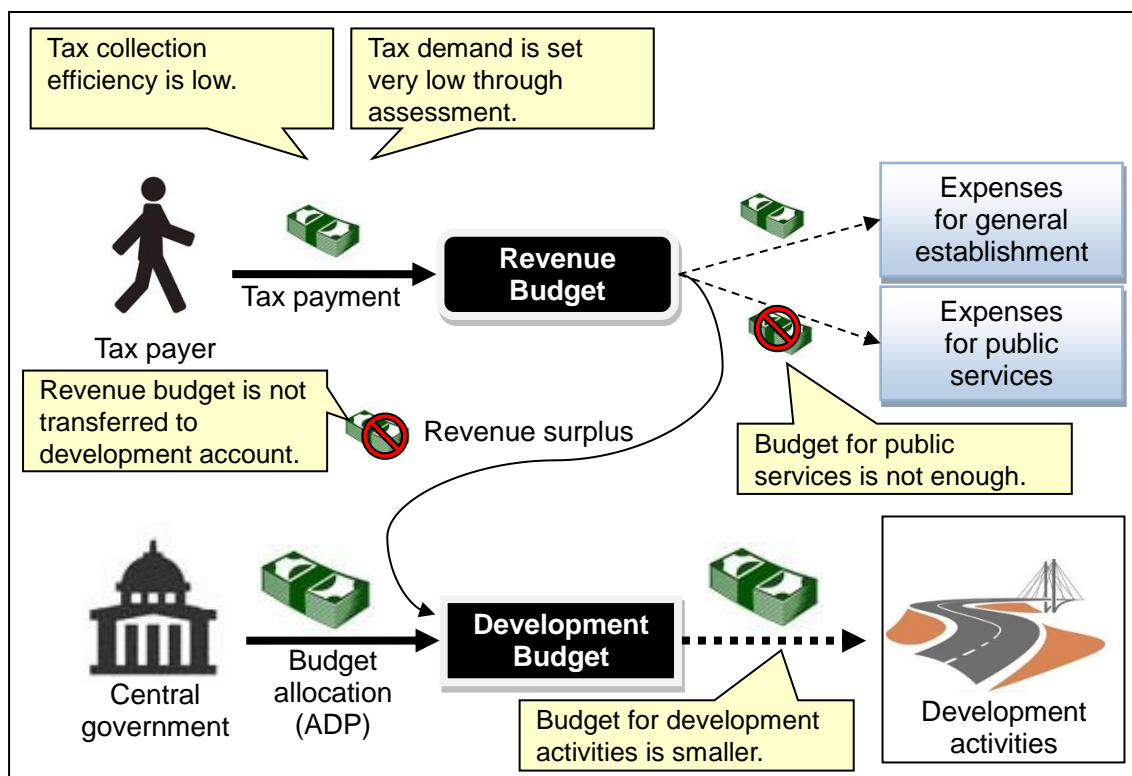 Tax collection
efficiency is low.
Tax demand is set
very low through
assessment.
Expenses
for general
establishment
Revenue
Budget
Tax payment
Tax payer
Expenses
for public
services
Revenue budget is not
transferred to
development account.
Revenue surplus
Budget for public
services is not enough.
Development
Budget
Budget
allocation
(ADP)
Central
government
Budget for development
activities is smaller.
Development
activities